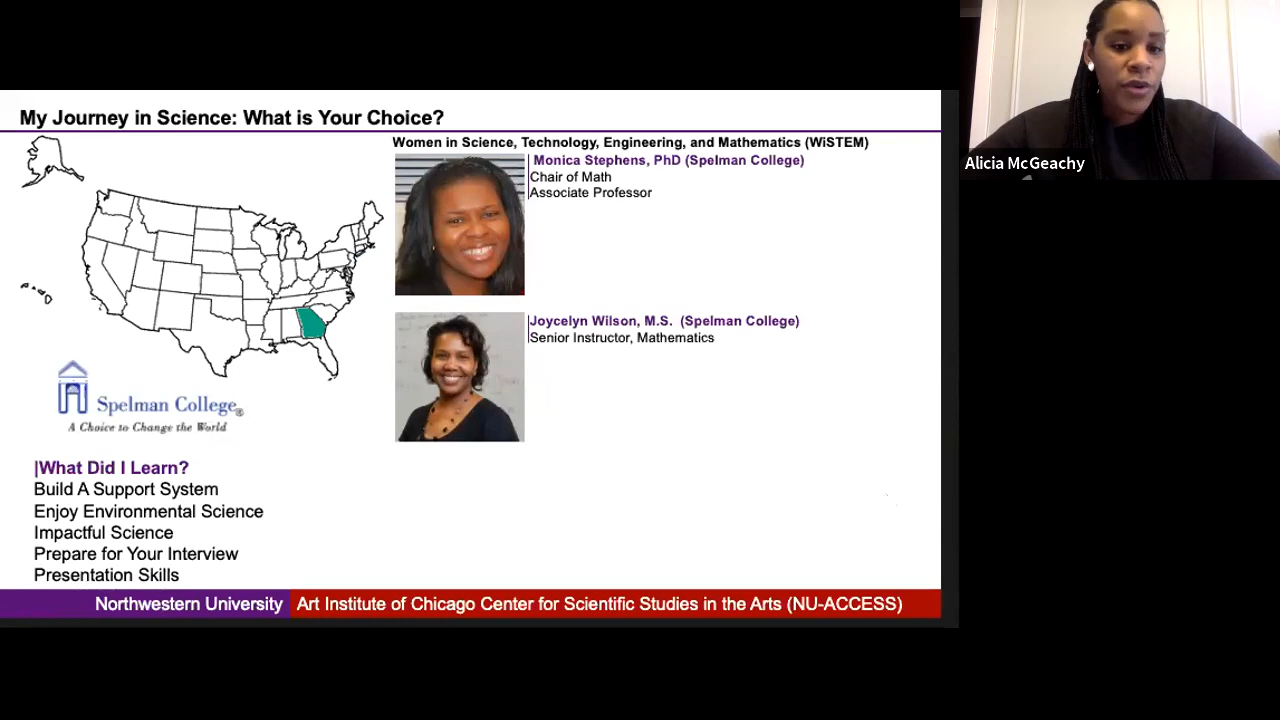 My Journey in Science: What is Your Choice?
Women in Science, Technology, Engineering, and Mathematics (WiSTEM)
Monica Stephens, PhD (Spelman College)
Chair of Math
Associate Professor
Joycelyn Wilson, M.S. (Spelman College)
Senior Instructor, Mathematics
Spelman College®
A Choice to Change the World
|What Did I Learn?
Build A Support System
Enjoy Environmental Science
Impactful Science
Prepare for Your Interview
Presentation Skills
Northwestern University
Art Institute of Chicago Center for Scientific Studies in the Arts (NU-ACCESS)
Alicia McGeachy